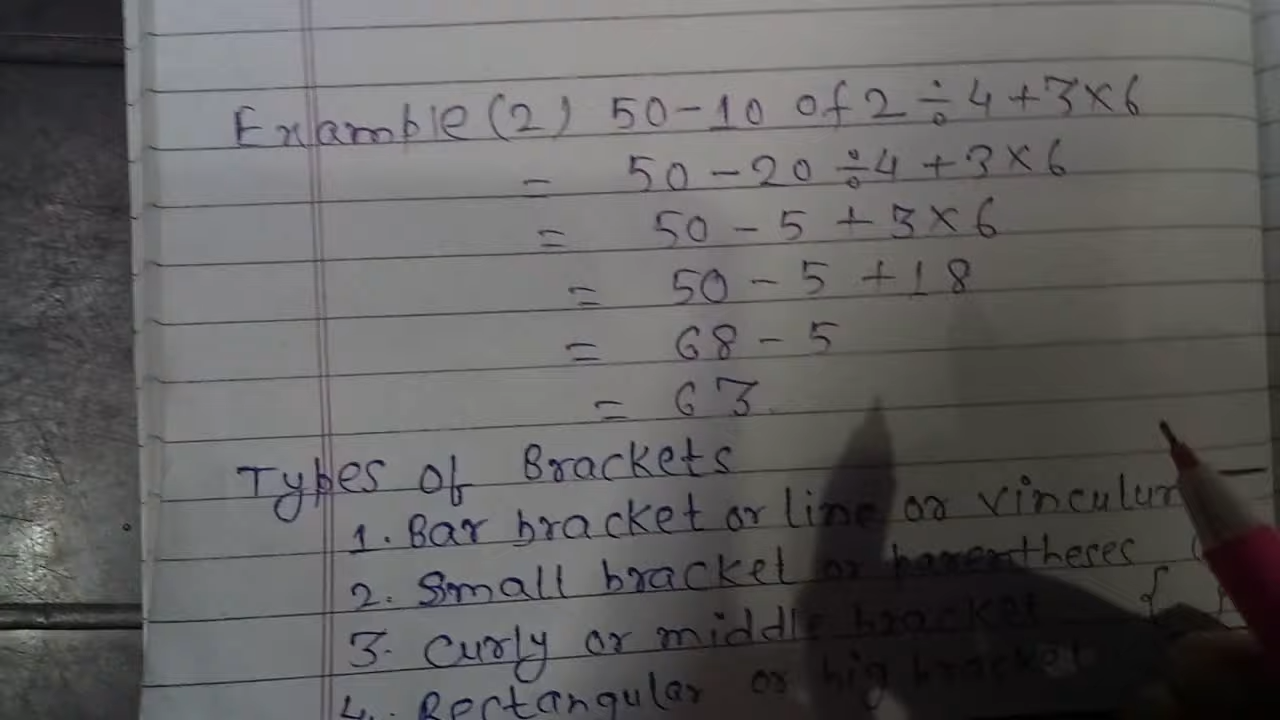 Example (2) 50 - 10 of 2 ÷ 4 + 3 × 6
= 50 - 20 ÷ 4 + 3 × 6
= 50 - 5 + 3 × 6
= 50 - 5 + 18
= 68 - 5
= 63
Types of Brackets
1. Bar bracket or line or vinculum —
2. Small bracket or parentheses (
3. Curly or middle bracket { }
4. Rectangular or big bracket